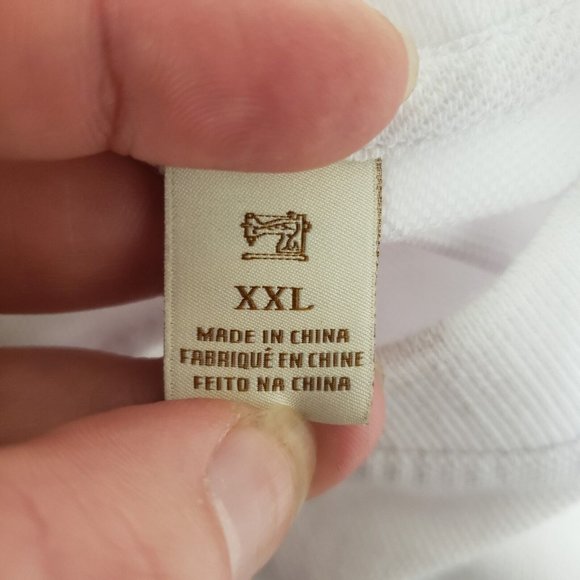 XXL
MADE IN CHINA
FABRIQUÉ EN CHINE
FEITO NA CHINA